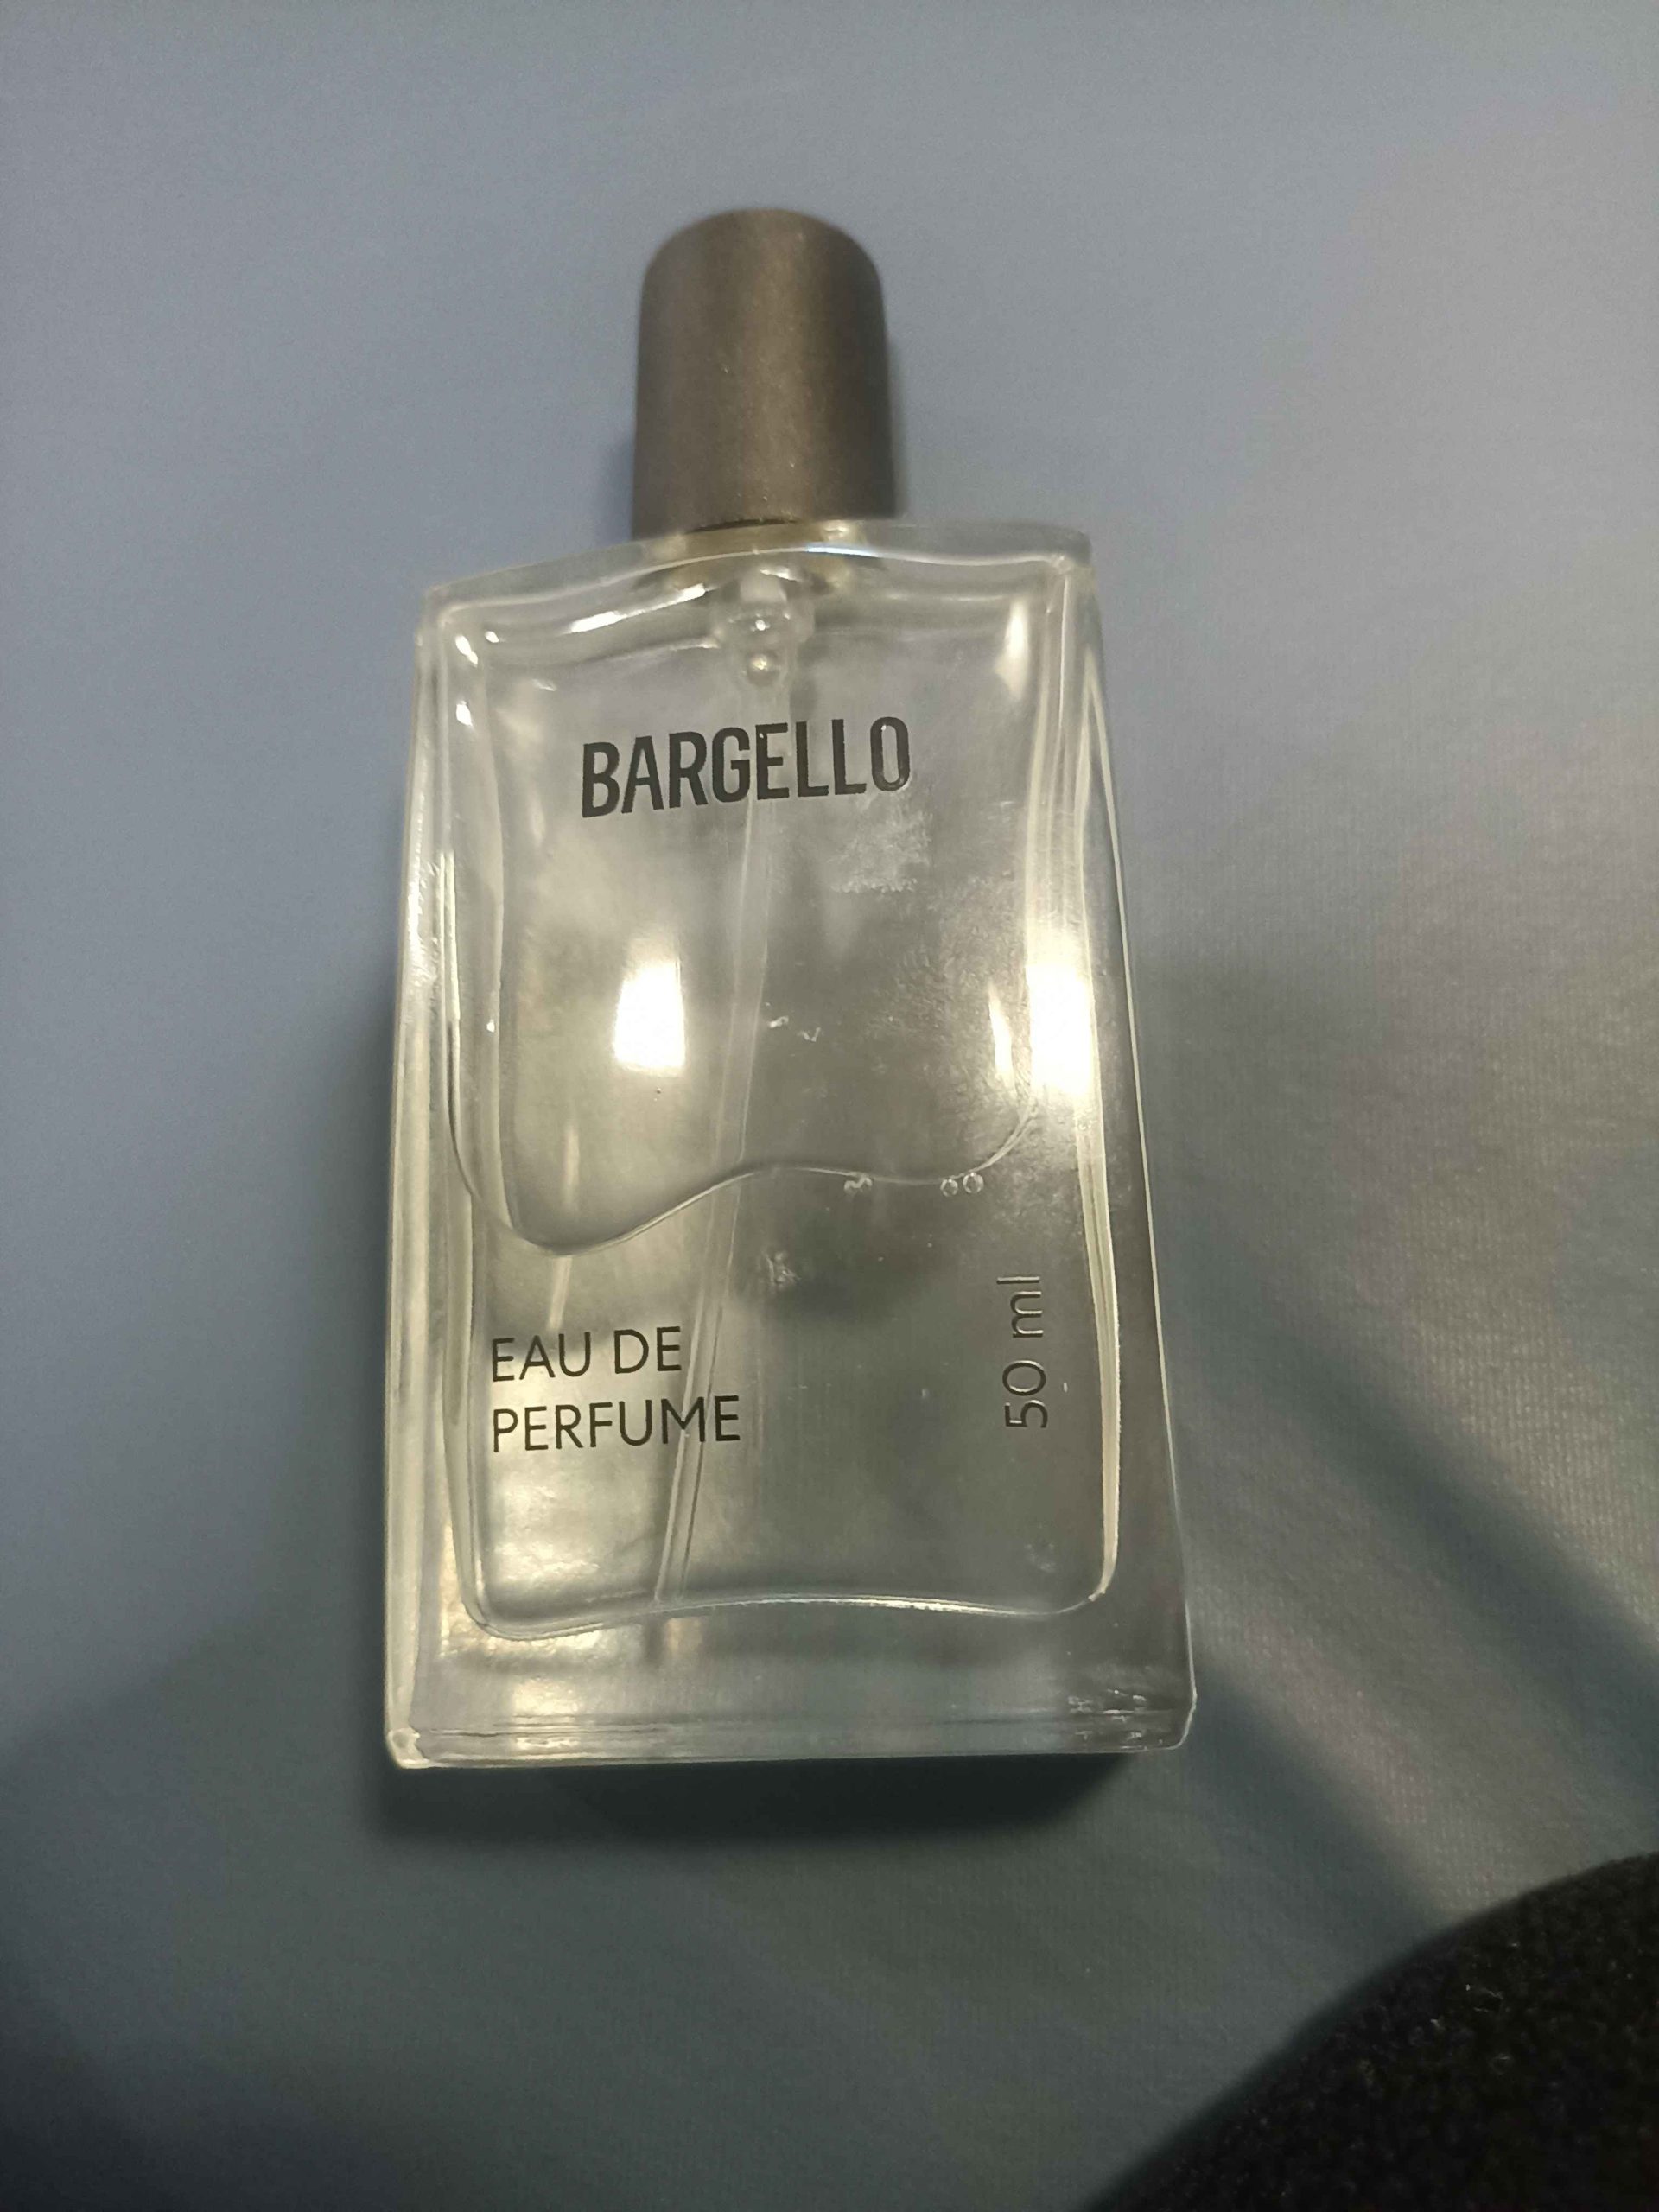 BARGELLO
EAU DE
PERFUME
50 ml